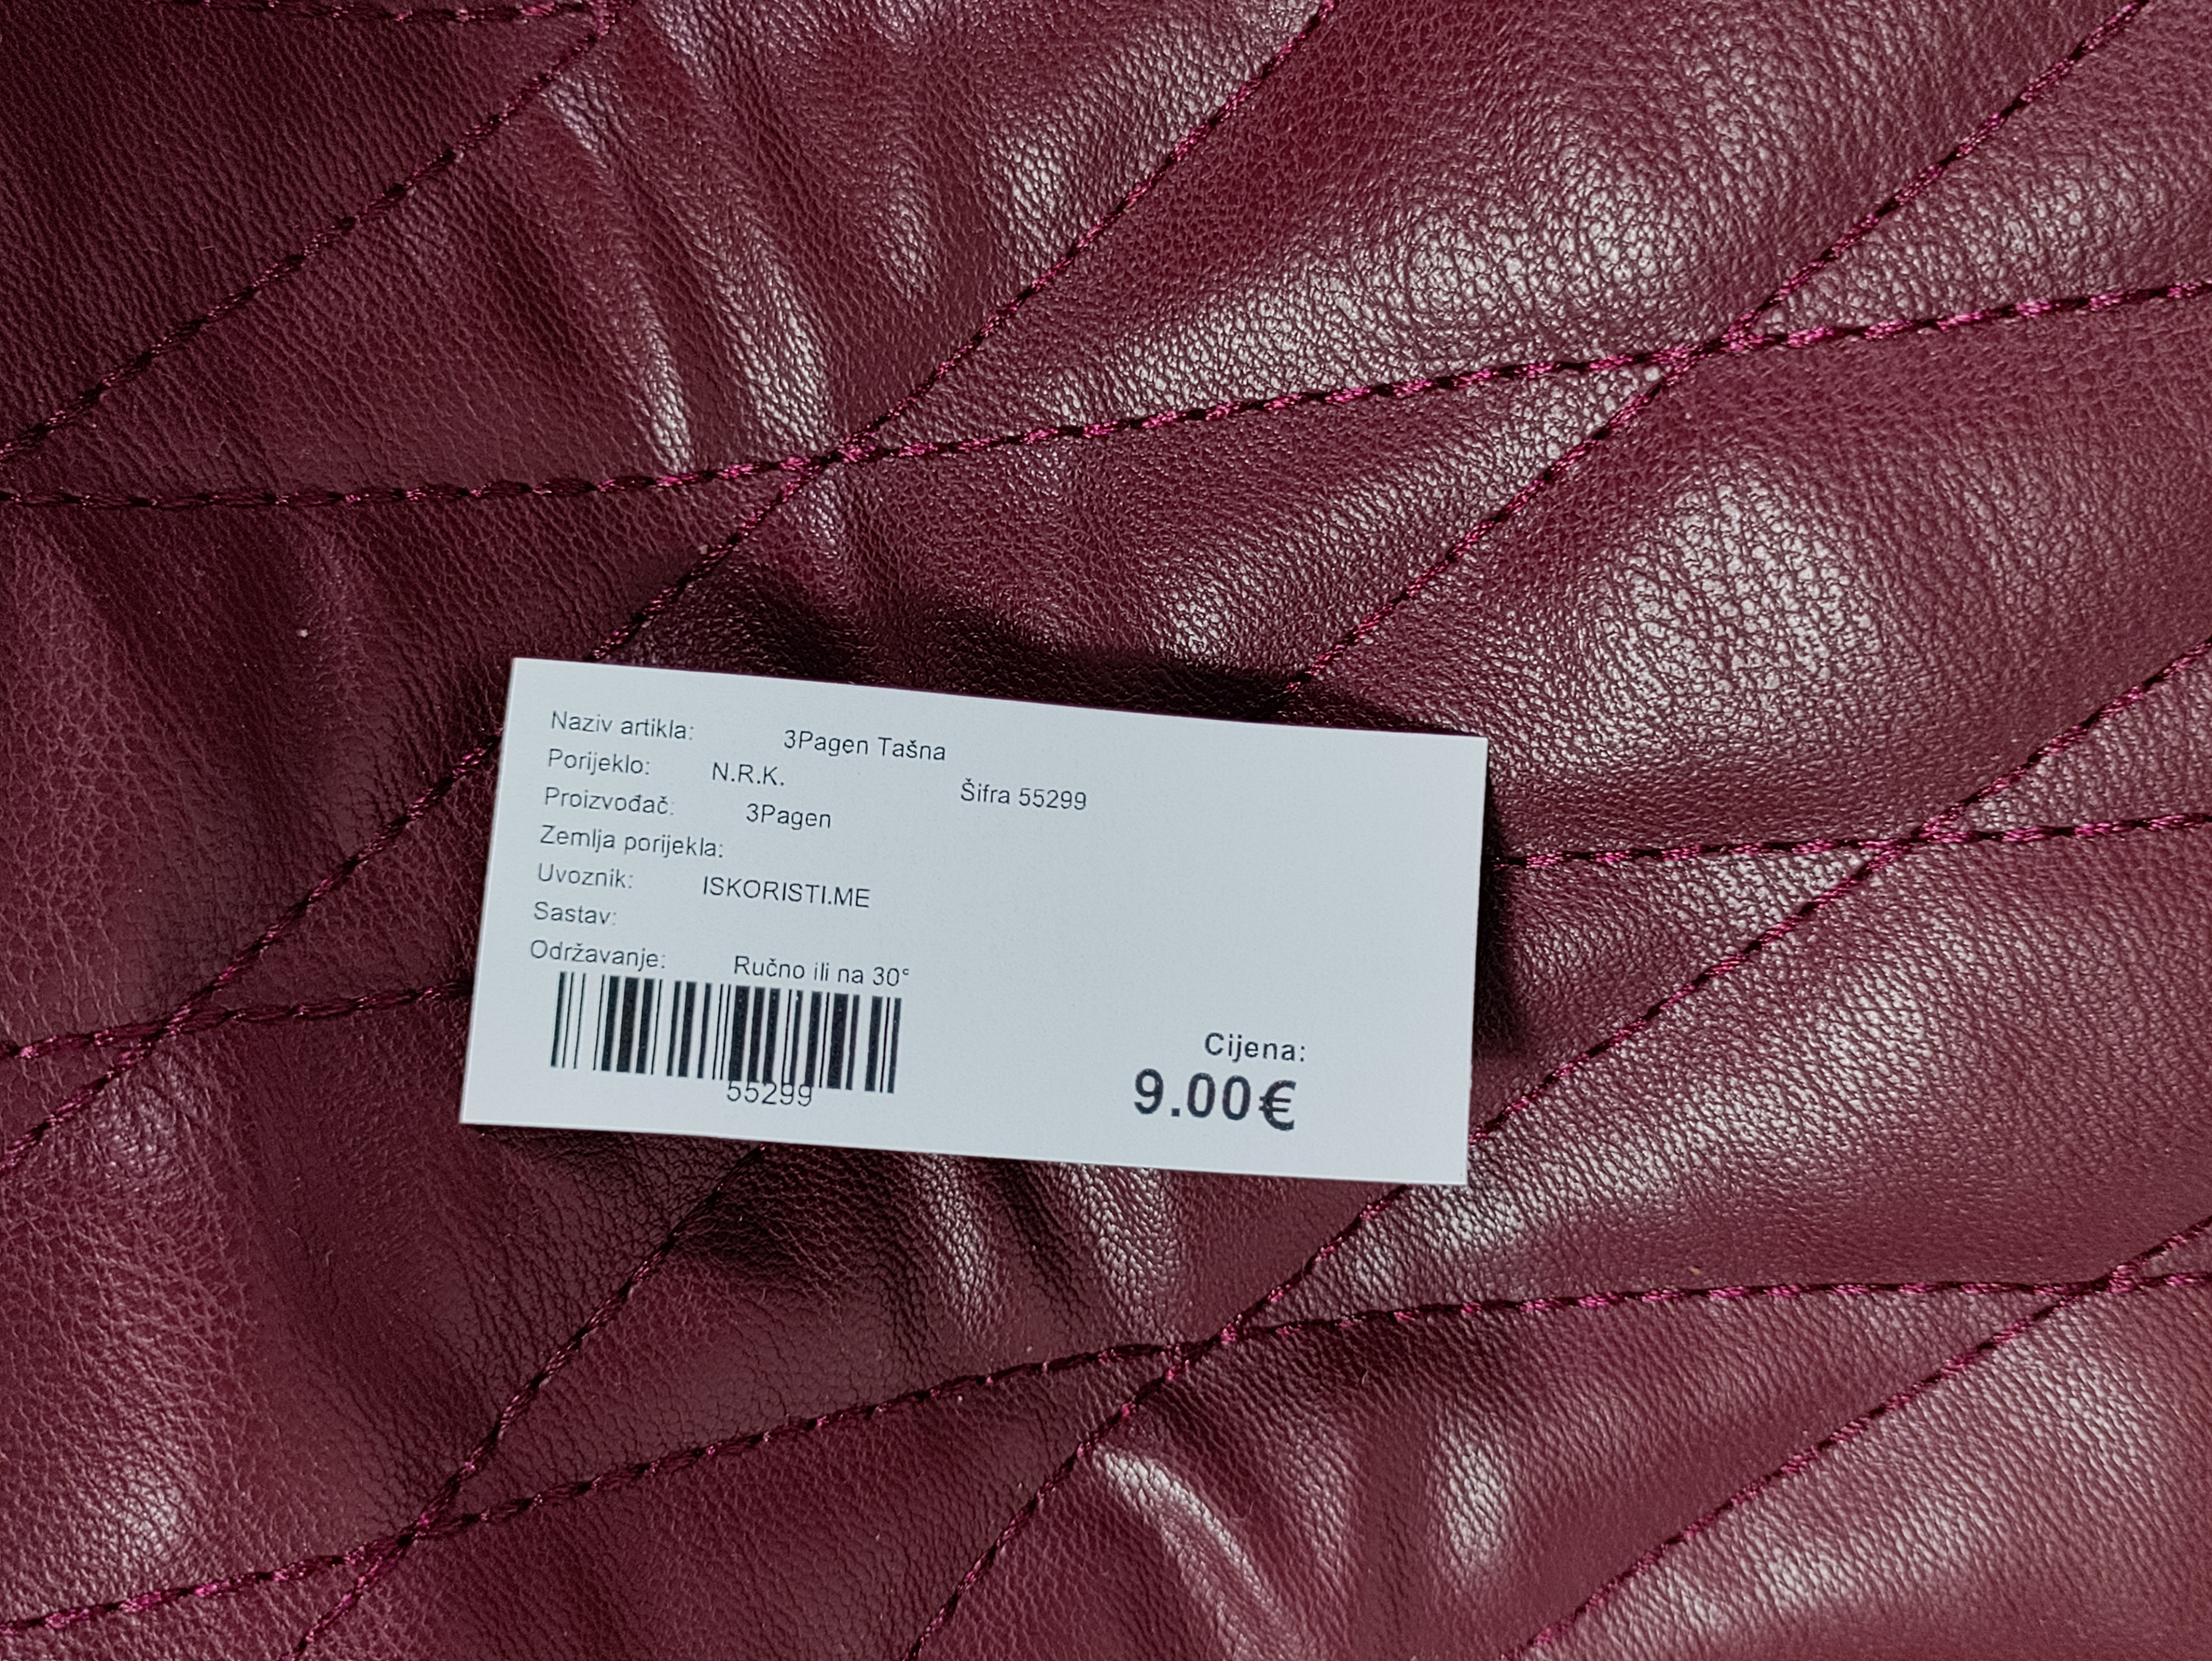 Naziv artikla: 3Pagen Tašna
Porijeklo: N.R.K. Šifra 55299
Proizvođač: 3Pagen
Zemlja porijekla:
Uvoznik: ISKORISTI.ME
Sastav:
Održavanje: Ručno ili na 30°
55299
Cijena:
9.00€